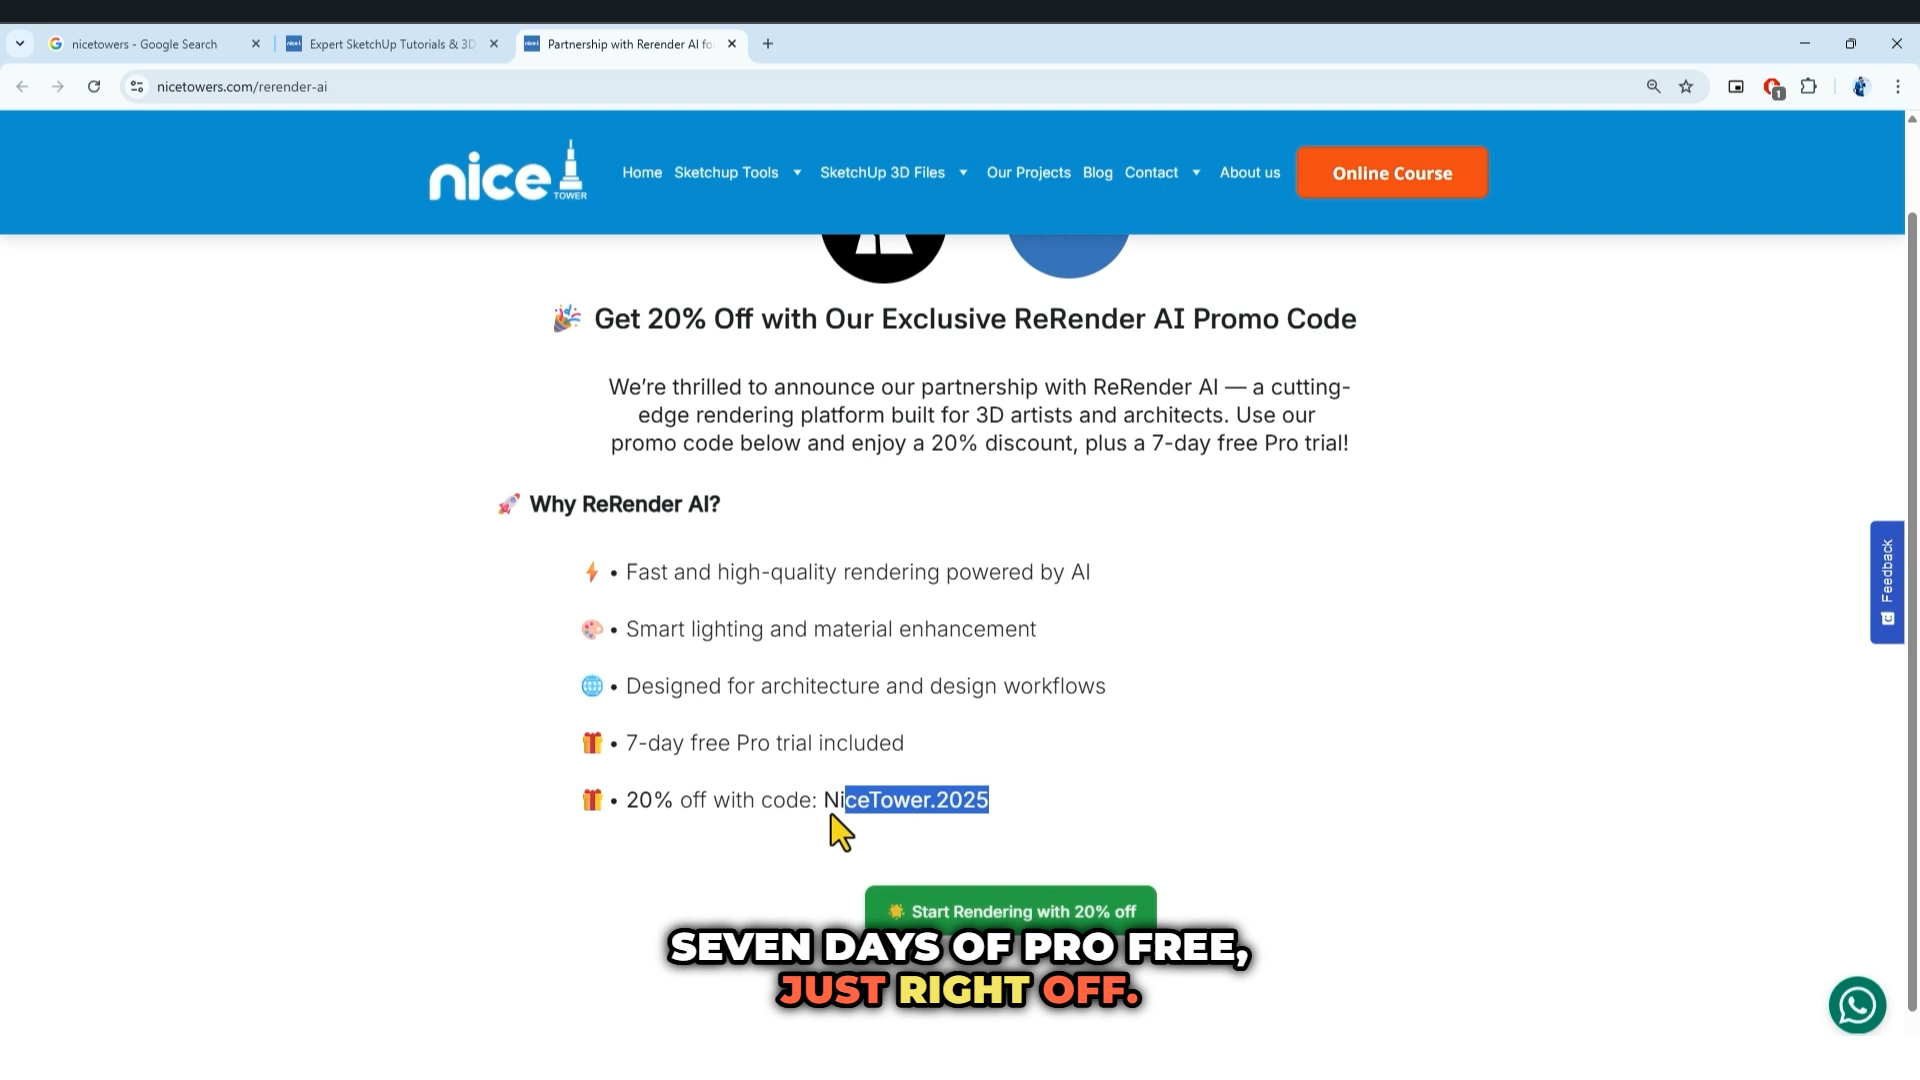 nicetowers - Google Search
Expert SketchUp Tutorials & 3D
Partnership with Rerender AI fo
nicetowers.com/rerender-ai
1
nice TOWER
Home Sketchup Tools SketchUp 3D Files Our Projects Blog Contact About us Online Course
🎉 Get 20% Off with Our Exclusive ReRender AI Promo Code
We’re thrilled to announce our partnership with ReRender AI — a cutting-
edge rendering platform built for 3D artists and architects. Use our
promo code below and enjoy a 20% discount, plus a 7-day free Pro trial!
🚀 Why ReRender AI?
⚡ • Fast and high-quality rendering powered by AI
🎨 • Smart lighting and material enhancement
🌐 • Designed for architecture and design workflows
🎁 • 7-day free Pro trial included
🎁 • 20% off with code: NiceTower.2025
Feedback
Start Rendering with 20% off
SEVEN DAYS OF PRO FREE,
JUST RIGHT OFF.